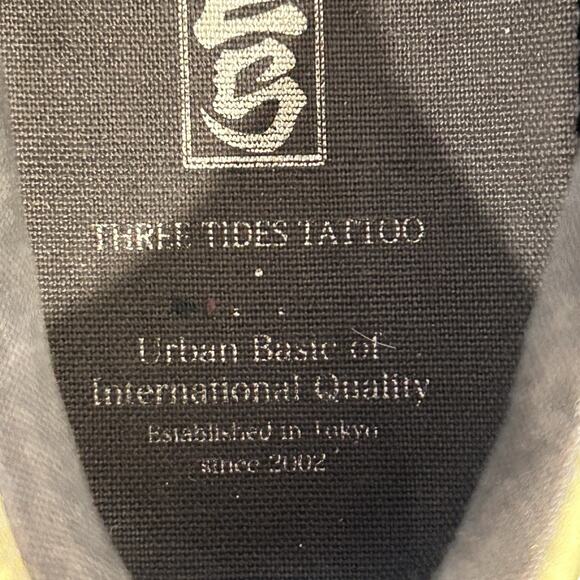 THREE TIDES TATTOO
Urban Basic of
International Quality
Established in Tokyo
since 2002